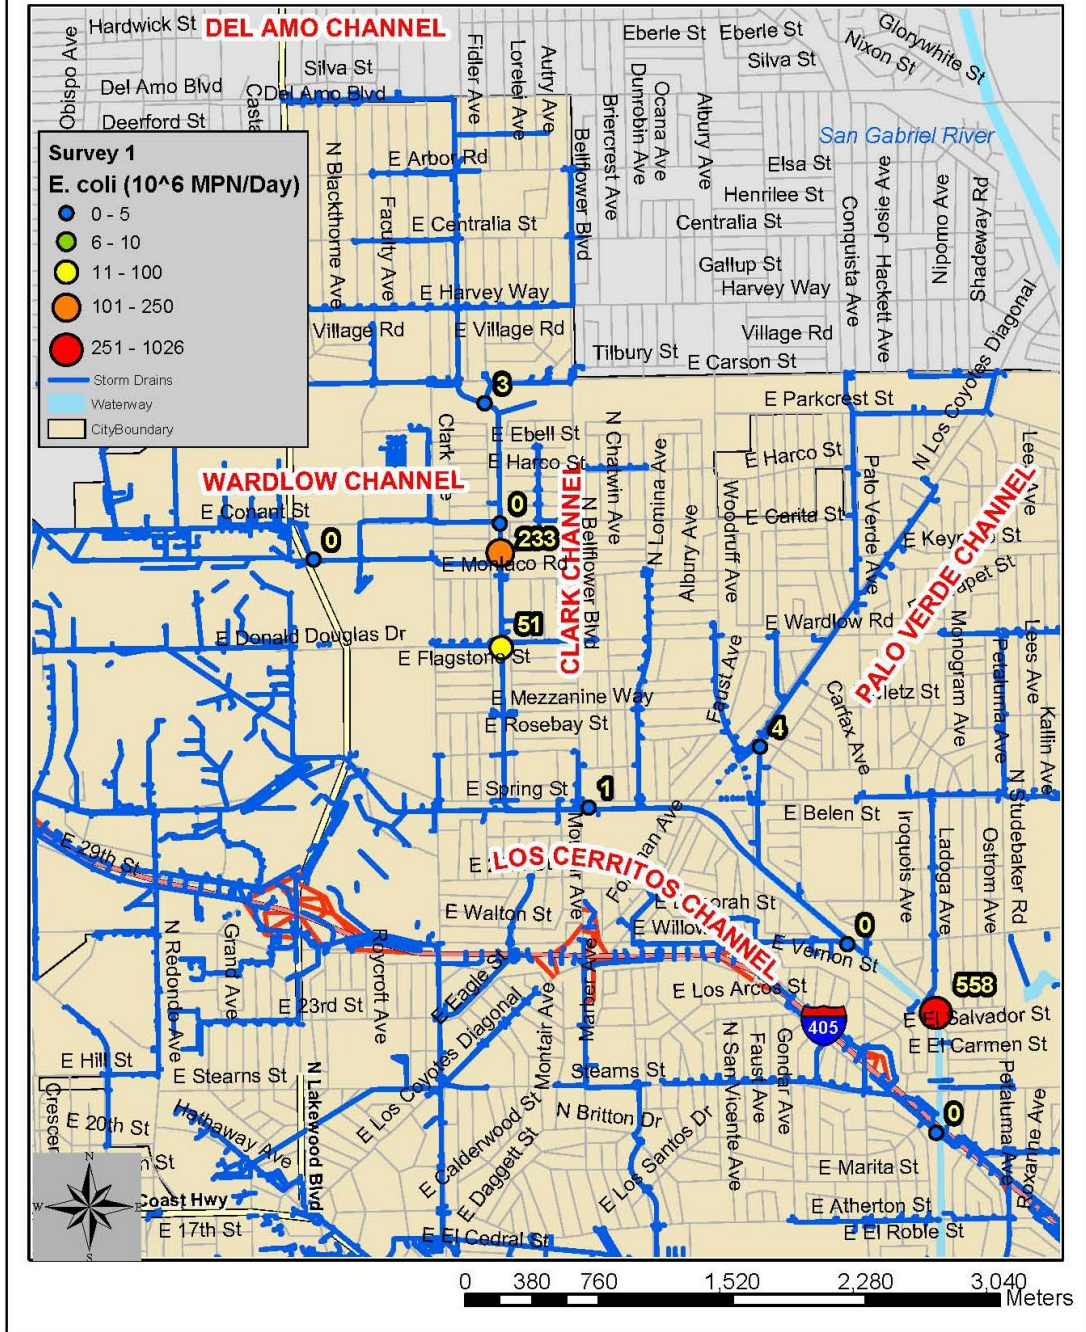 Hardwick St
DEL AMO CHANNEL
Eberle St
Eberle St
Glorywhite St
Nixon St
Silva St
Silva St
Obispo Ave
Fidler Ave
Lorelei Ave
Autry Ave
Del Amo Blvd
Del Amo Blvd
Deerford St
Dunrobin Ave
Ocana Ave
Albury Ave
Briercrest Ave
Bellflower Blvd
San Gabriel River
Survey 1
E. coli (10^6 MPN/Day)
0 - 5
6 - 10
11 - 100
101 - 250
251 - 1026
Storm Drains
Waterway
CityBoundary
N Blackthorne Ave
Faculty Ave
E Arbor Rd
E Centralia St
E Harvey Way
Village Rd
E Village Rd
Elsa St
Henrilee St
Centralia St
Gallup St
Harvey Way
Village Rd
Tilbury St
E Carson St
Conquista Ave
Josie Ave
Hackett Ave
Nipomo Ave
Shadeway Rd
N Los Coyotes Diagonal
E Parkcrest St
3
E Ebell St
E Harco St
E Harco St
Clark
N Chatwin Ave
N Lomina Ave
WARDLOW CHANNEL
CLARK CHANNEL
PALO VERDE CHANNEL
E Conant St
0
0
233
E Monlaco Rd
N Bellflower Blvd
Albury Ave
Woodruff Ave
E Carita St
Palo Verde Ave
E Wardlow Rd
E Donald Douglas Dr
51
E Flagstone St
E Mezzanine Way
E Rosebay St
Faust Ave
Carfax Ave
Monogram Ave
Petaluma Ave
Lees Ave
Kallin Ave
4
E Spring St
1
E Belen St
N Studebaker Rd
Iroquois Ave
Ladoga Ave
Ostrom Ave
E 29th St
LOS CERRITOS CHANNEL
E Walton St
E Vernon St
0
N Redondo Ave
Grand Ave
Roycroft Ave
E Eagle St
E 23rd St
Montair Ave
E Los Arcos St
558
E El Salvador St
E El Carmen St
405
E Hill St
E Stearns St
N Lakewood Blvd
E Los Coyotes Diagonal
Stearns St
N San Vicente Ave
Faust Ave
Gondar Ave
E 20th St
Hathaway Ave
E Calderwood St
E Daggett St
N Britton Dr
E Los Santos Dr
0
E Marita St
Petaluma Ave
Roxanne Ave
Coast Hwy
E 17th St
E El Cedral St
E Atherton St
E El Roble St
N
W
E
S
0 380 760 1,520 2,280 3,040
Meters